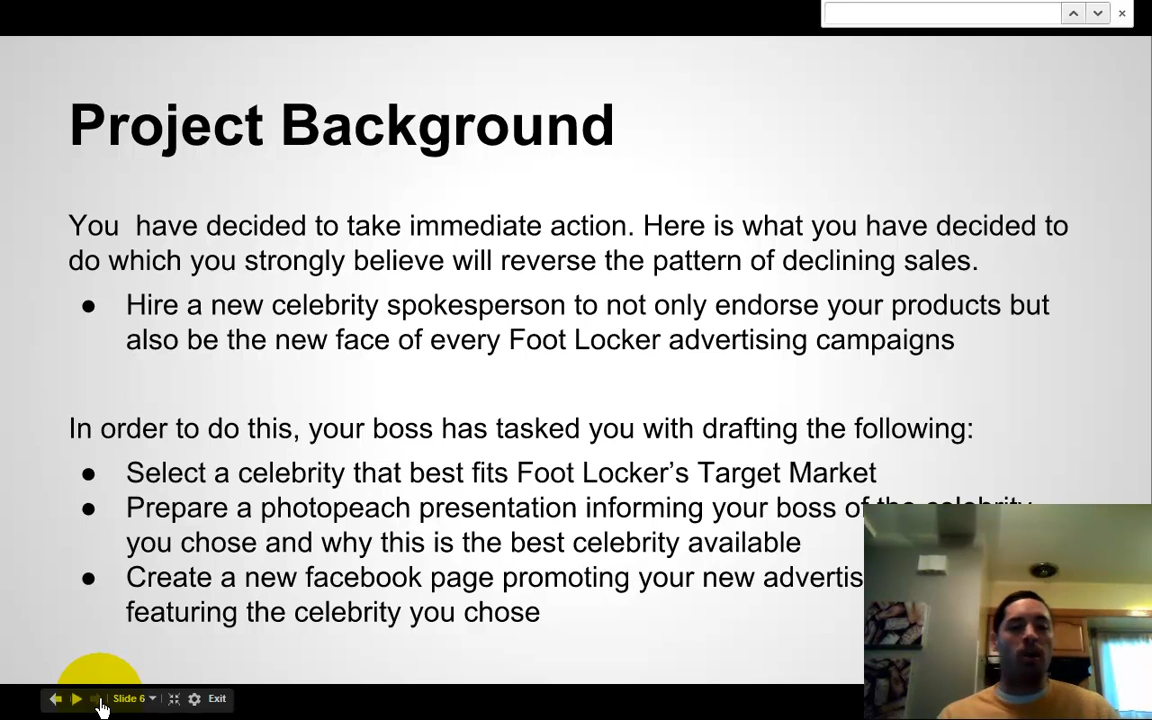 Project Background
You have decided to take immediate action. Here is what you have decided to
do which you strongly believe will reverse the pattern of declining sales.
● Hire a new celebrity spokesperson to not only endorse your products but
also be the new face of every Foot Locker advertising campaigns
In order to do this, your boss has tasked you with drafting the following:
● Select a celebrity that best fits Foot Locker's Target Market
● Prepare a photopeach presentation informing your boss of the celebrity
you chose and why this is the best celebrity available
● Create a new facebook page promoting your new
featuring the celebrity you chose
Slide 6 Exit